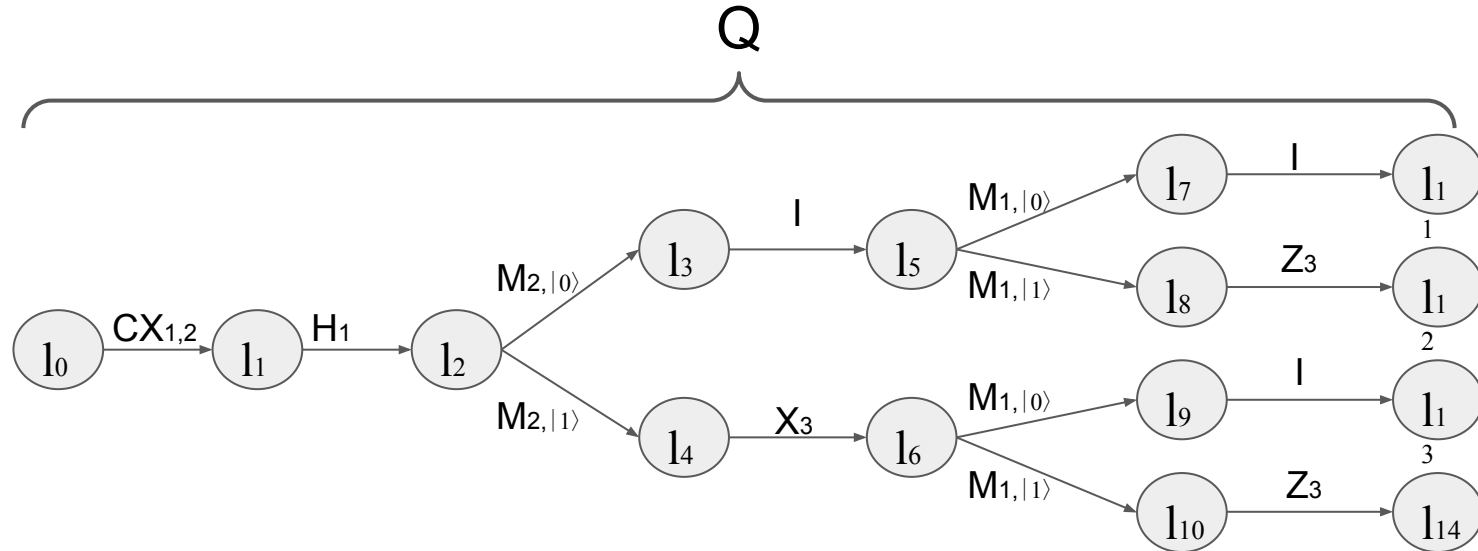 Q
I
l7
l1
1
M1,|0⟩
I
l3
l5
M1,|1⟩
Z3
l8
l1
2
M2,|0⟩
CX1,2
H1
l0
l1
l2
M2,|1⟩
X3
l4
l6
M1,|0⟩
I
l9
l1
3
M1,|1⟩
Z3
l10
l14